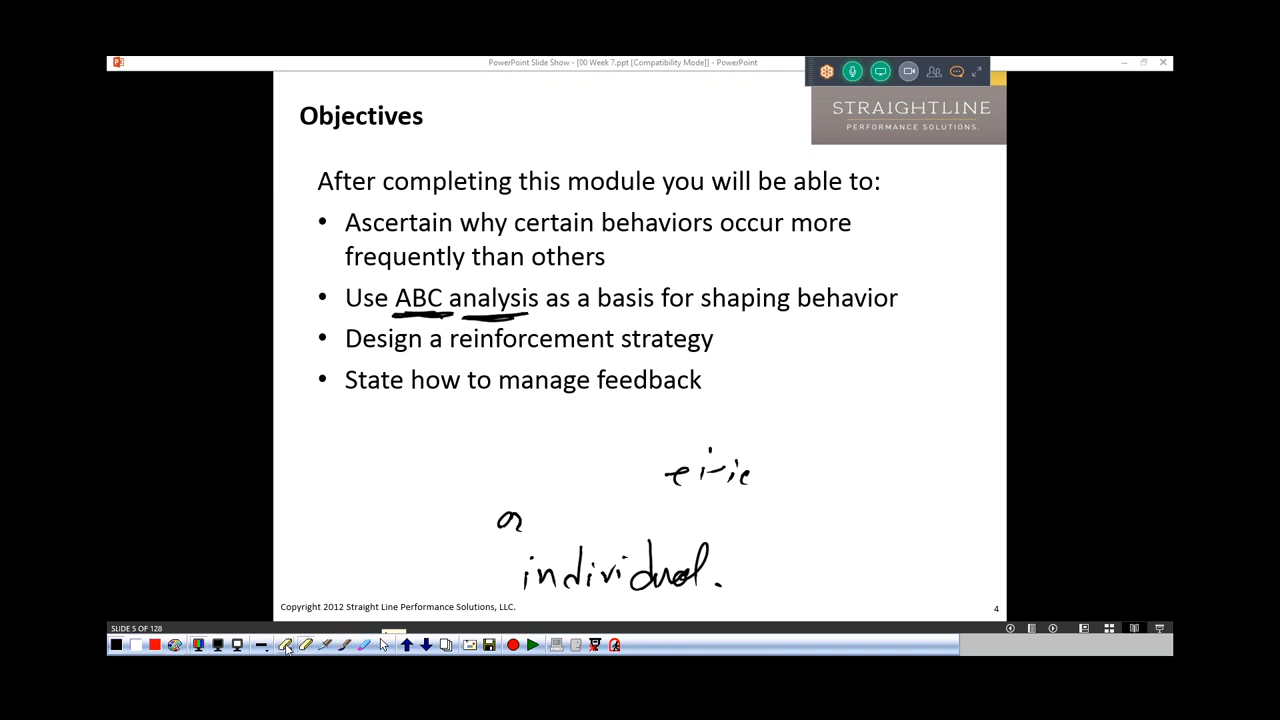 PowerPoint Slide Show - [00 Week 7.ppt [Compatibility Mode]] - PowerPoint
STRAIGHTLINE
PERFORMANCE SOLUTIONS.
Objectives
After completing this module you will be able to:
• Ascertain why certain behaviors occur more
frequently than others
• Use ABC analysis as a basis for shaping behavior
• Design a reinforcement strategy
• State how to manage feedback
individual.
Copyright 2012 Straight Line Performance Solutions, LLC.
4
SLIDE 5 OF 128